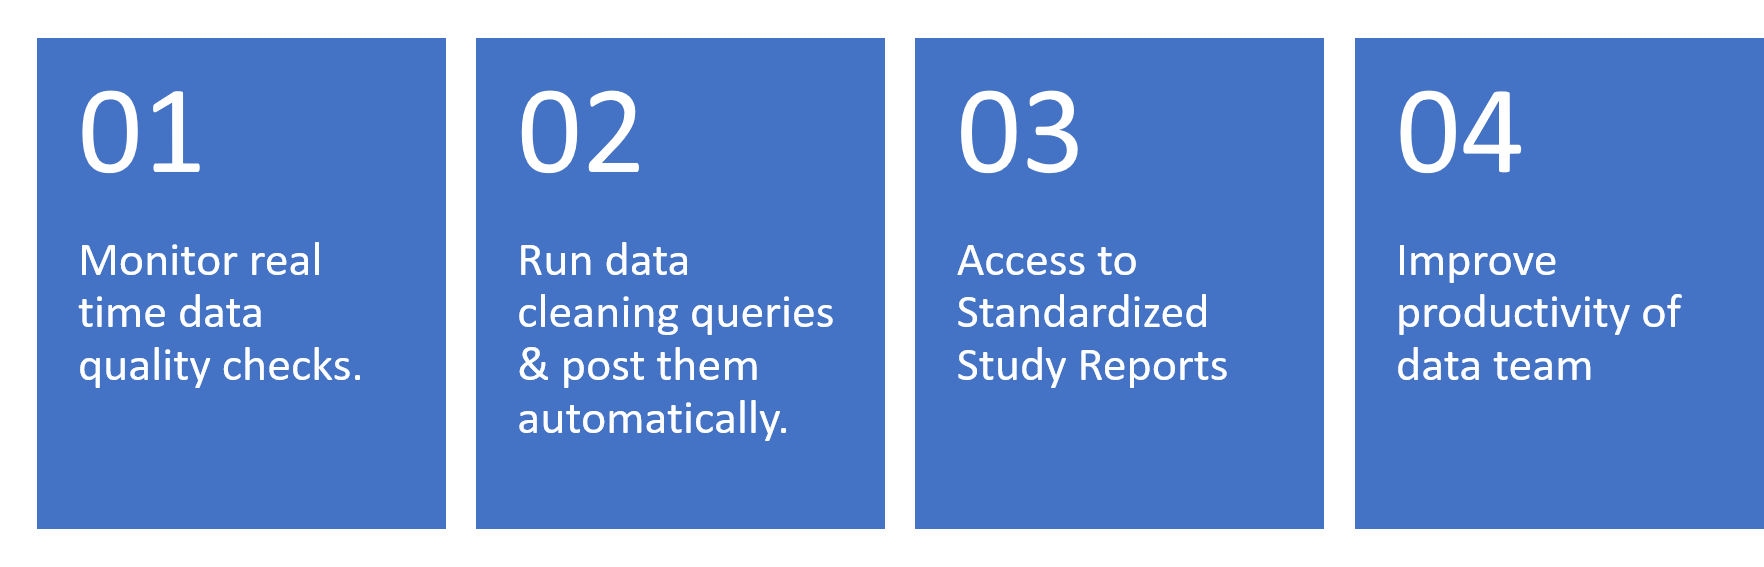 01
Monitor real
time data
quality checks.
02
Run data
cleaning queries
& post them
automatically.
03
Access to
Standardized
Study Reports
04
Improve
productivity of
data team